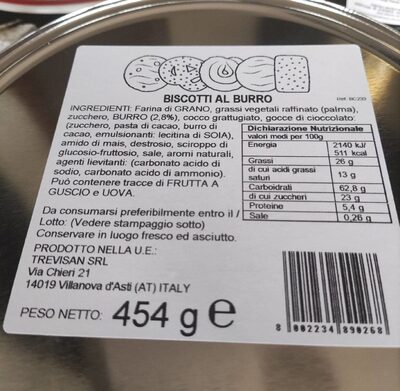 BISCOTTI AL BURRO
Ref. BC233
INGREDIENTI: Farina di GRANO, grassi vegetali raffinato (palma),
zucchero, BURRO (2,8%), cocco grattugiato, gocce di cioccolato:
(zucchero, pasta di cacao, burro di
cacao, emulsionanti: lecitina di SOIA),
amido di mais, destrosio, sciroppo di
glucosio-fruttosio, sale, aromi naturali,
agenti lievitanti: (carbonato acido di
sodio, carbonato acido di ammonio).
Può contenere tracce di FRUTTA A
GUSCIO e UOVA.
Dichiarazione Nutrizionale
valori medi per 100g
Energia 2140 kJ/
511 kcal
Grassi 26 g
di cui acidi grassi
saturi 13 g
Carboidrati 62,8 g
di cui zuccheri 23 g
Proteine 5,4 g
Sale 0,26 g
Da consumarsi preferibilmente entro il /
Lotto: (Vedere stampaggio sotto)
Conservare in luogo fresco ed asciutto.
PRODOTTO NELLA U.E.:
TREVISAN SRL
Via Chieri 21
14019 Villanova d'Asti (AT) ITALY
PESO NETTO: 454 g e
8 002234 890268